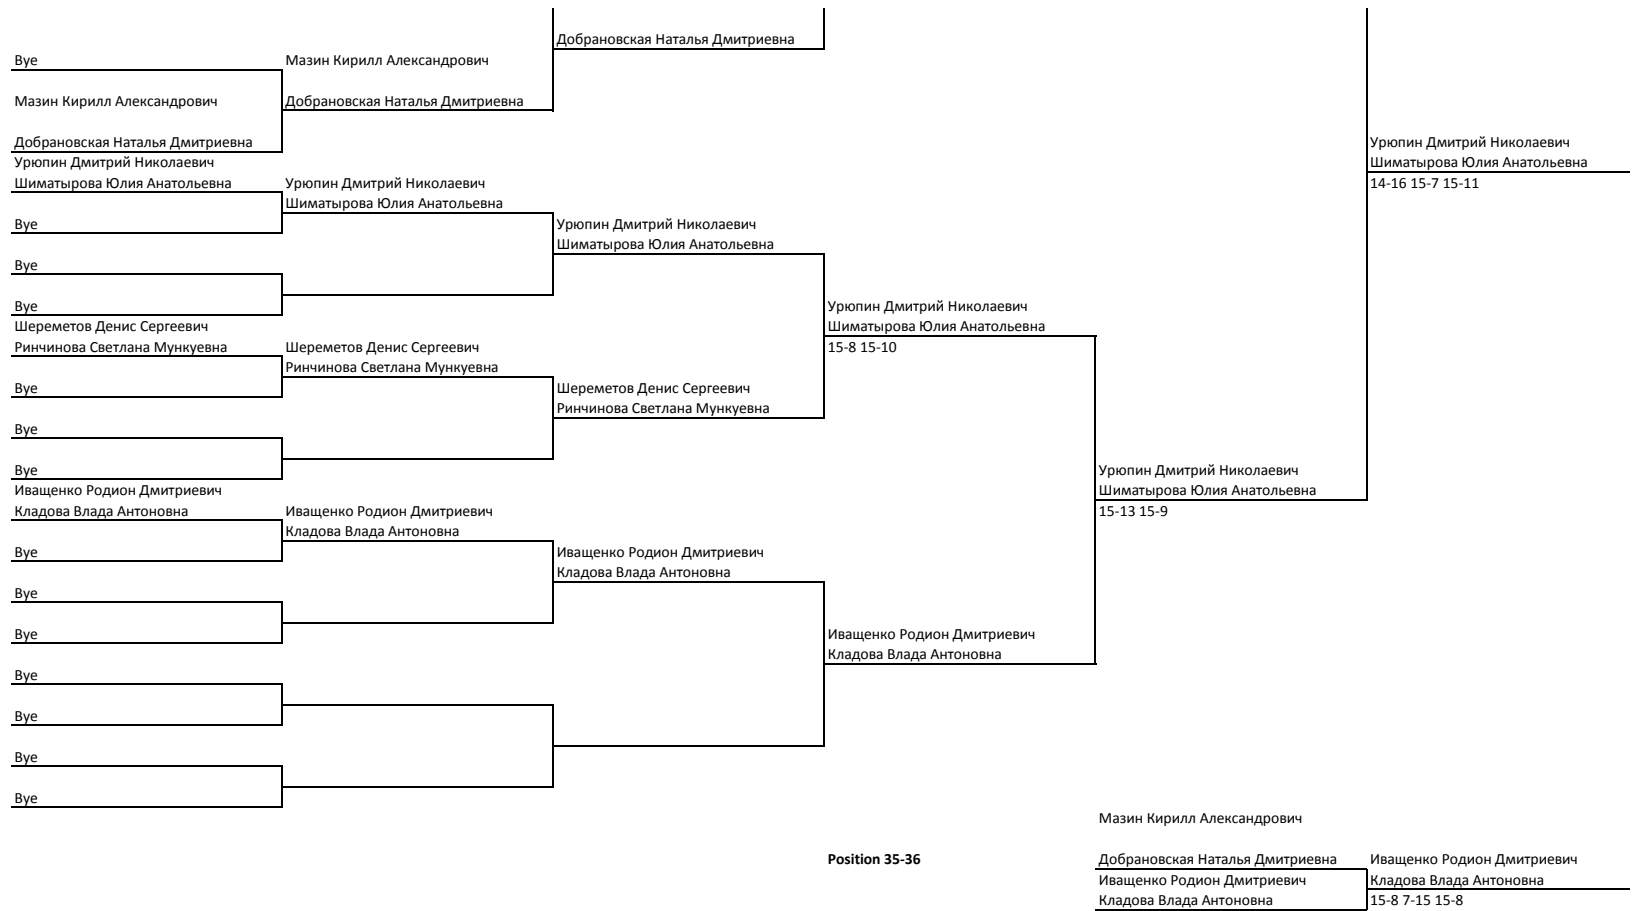 Добрановская Наталья Дмитриевна
Bye
Мазин Кирилл Александрович
Мазин Кирилл Александрович
Добрановская Наталья Дмитриевна
Добрановская Наталья Дмитриевна
Урюпин Дмитрий Николаевич
Урюпин Дмитрий Николаевич
Шиматырова Юлия Анатольевна
Шиматырова Юлия Анатольевна
Урюпин Дмитрий Николаевич
14-16 15-7 15-11
Шиматырова Юлия Анатольевна
Bye
Урюпин Дмитрий Николаевич
Шиматырова Юлия Анатольевна
Bye
Bye
Урюпин Дмитрий Николаевич
Шереметов Денис Сергеевич
Шиматырова Юлия Анатольевна
Ринчинова Светлана Мункуевна
Шереметов Денис Сергеевич
15-8 15-10
Ринчинова Светлана Мункуевна
Bye
Шереметов Денис Сергеевич
Ринчинова Светлана Мункуевна
Bye
Bye
Урюпин Дмитрий Николаевич
Иващенко Родион Дмитриевич
Шиматырова Юлия Анатольевна
Кладова Влада Антоновна
Иващенко Родион Дмитриевич
15-13 15-9
Кладова Влада Антоновна
Bye
Иващенко Родион Дмитриевич
Кладова Влада Антоновна
Bye
Bye
Иващенко Родион Дмитриевич
Кладова Влада Антоновна
Bye
Bye
Bye
Bye
Мазин Кирилл Александрович
Position 35-36
Добрановская Наталья Дмитриевна
Иващенко Родион Дмитриевич
Иващенко Родион Дмитриевич
Кладова Влада Антоновна
Кладова Влада Антоновна
15-8 7-15 15-8